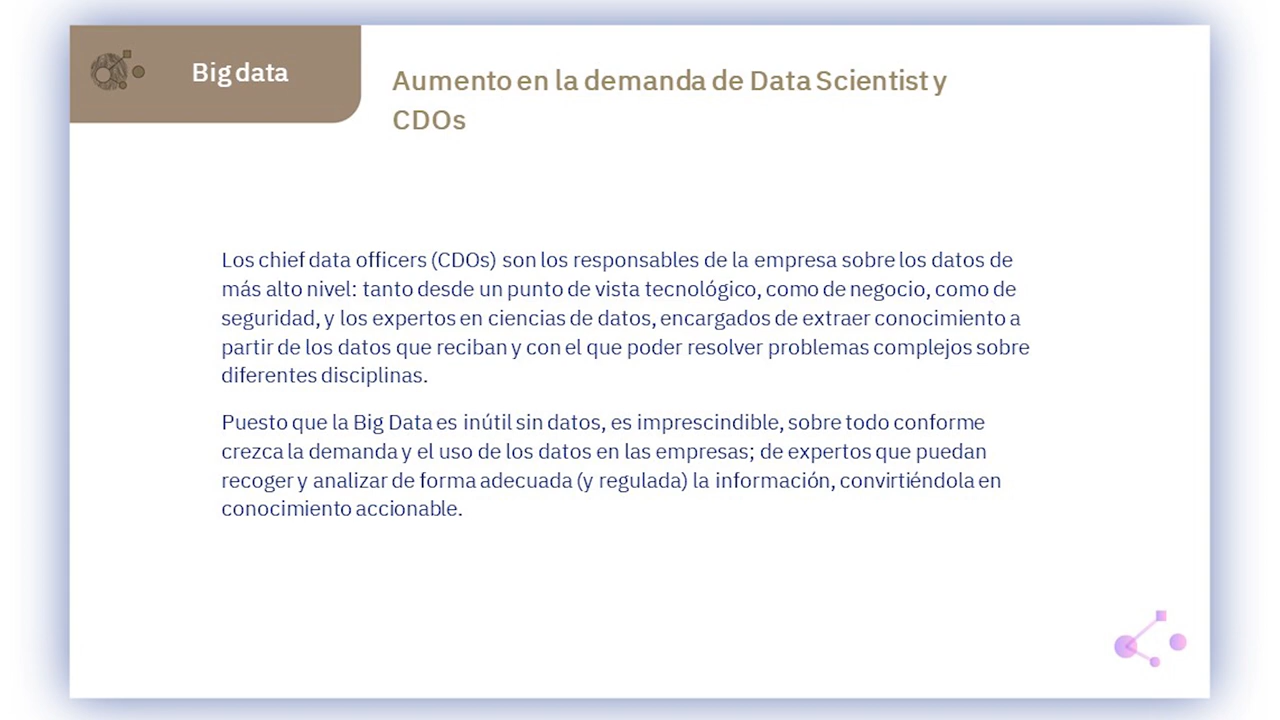 Big data
Aumento en la demanda de Data Scientist y
CDOs
Los chief data officers (CDOs) son los responsables de la empresa sobre los datos de
más alto nivel: tanto desde un punto de vista tecnológico, como de negocio, como de
seguridad, y los expertos en ciencias de datos, encargados de extraer conocimiento a
partir de los datos que reciban y con el que poder resolver problemas complejos sobre
diferentes disciplinas.
Puesto que la Big Data es inútil sin datos, es imprescindible, sobre todo conforme
crezca la demanda y el uso de los datos en las empresas; de expertos que puedan
recoger y analizar de forma adecuada (y regulada) la información, convirtiéndola en
conocimiento accionable.